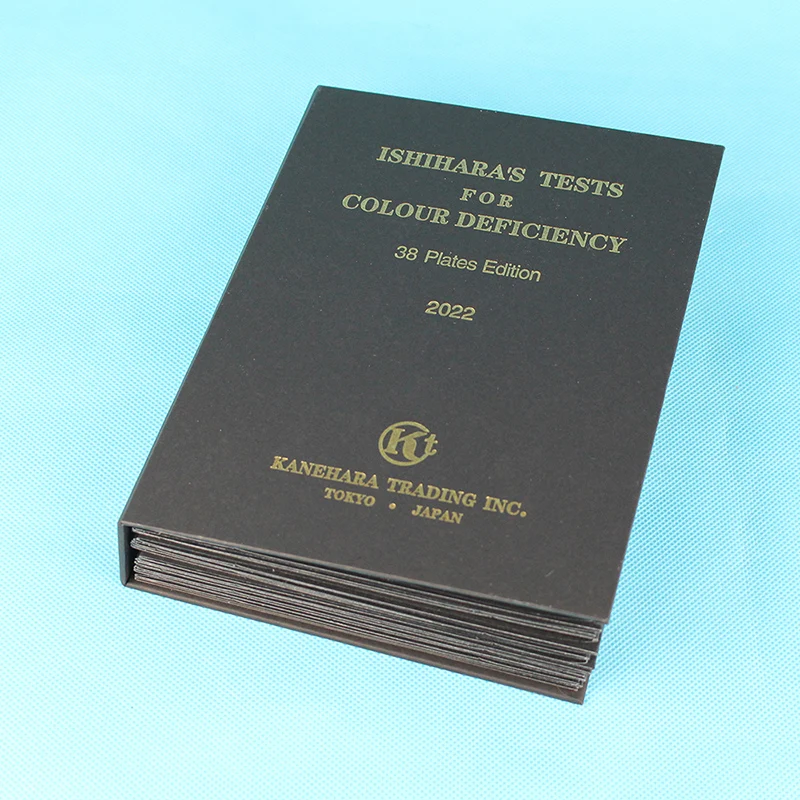 ISHIHARA'S TESTS
FOR
COLOUR DEFICIENCY
38 Plates Edition
2022
Kt
KANEHARA TRADING INC.
TOKYO • JAPAN